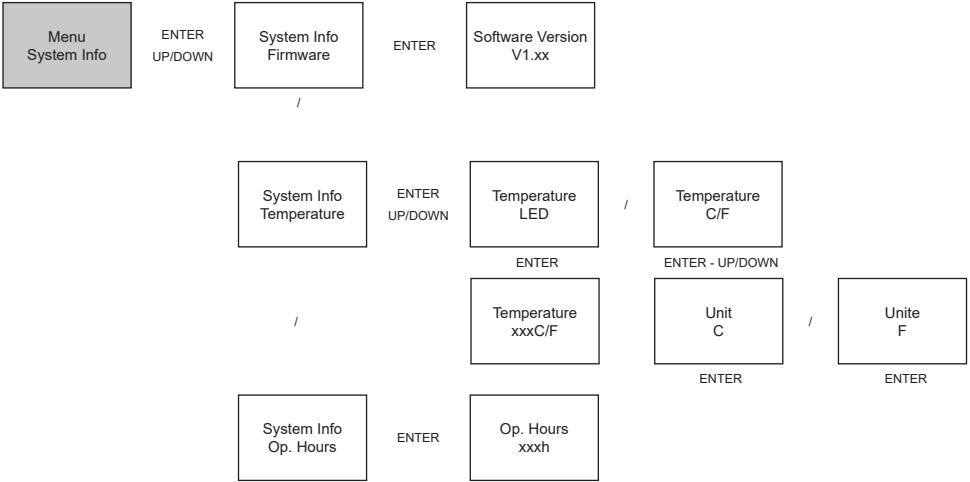 Menu
System Info
ENTER
UP/DOWN
System Info
Firmware
ENTER
Software Version
V1.xx
/
System Info
Temperature
ENTER
UP/DOWN
Temperature
LED
/
Temperature
C/F
ENTER
ENTER - UP/DOWN
/
Temperature
xxxC/F
Unit
C
/
Unite
F
ENTER
ENTER
System Info
Op. Hours
ENTER
Op. Hours
xxxh